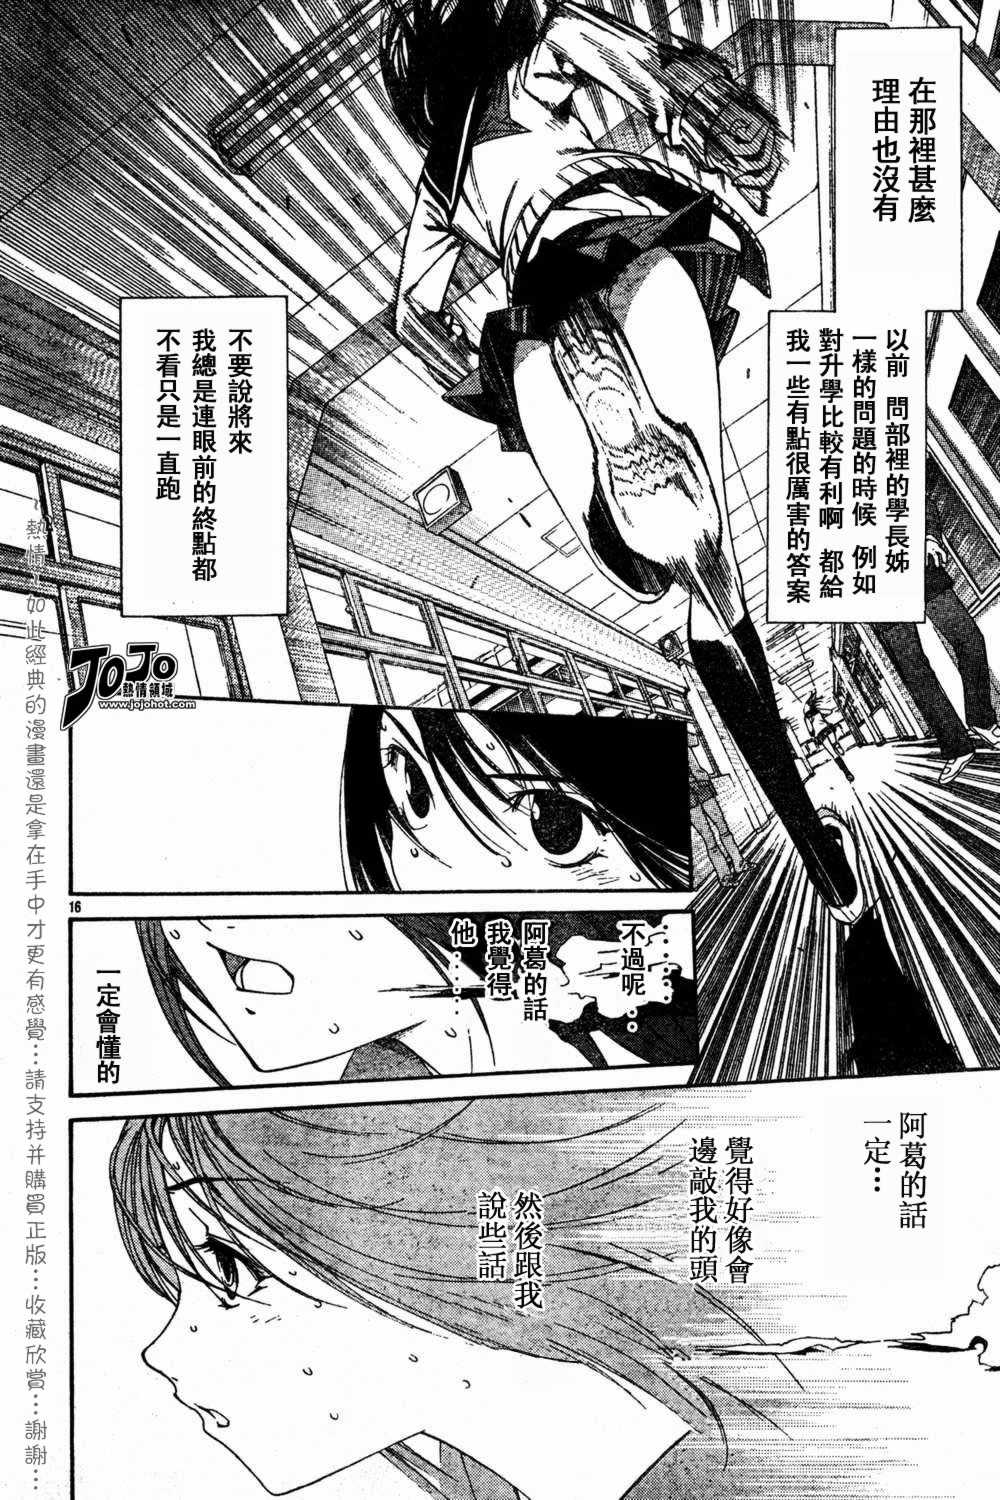 在那裡甚麼
理由也沒有
以前 問部裡的學長姊
一樣的問題的時候 例如
對升學比較有利啊 都給
我一些有點很厲害的答案
不要說將來
我總是連眼前的終點都
不看只是一直跑
JOJO
熱情領域
www.jojohot.com
16
………
不過呢…
阿葛的話
我覺得
他………
一定會懂的
阿葛的話
一定…
覺得好像會
邊敲我的頭
然後跟我
說些話
~熱情~如此經典的漫畫還是拿在手中才更有感覺…請支持并購買正版…收藏欣賞…謝謝…